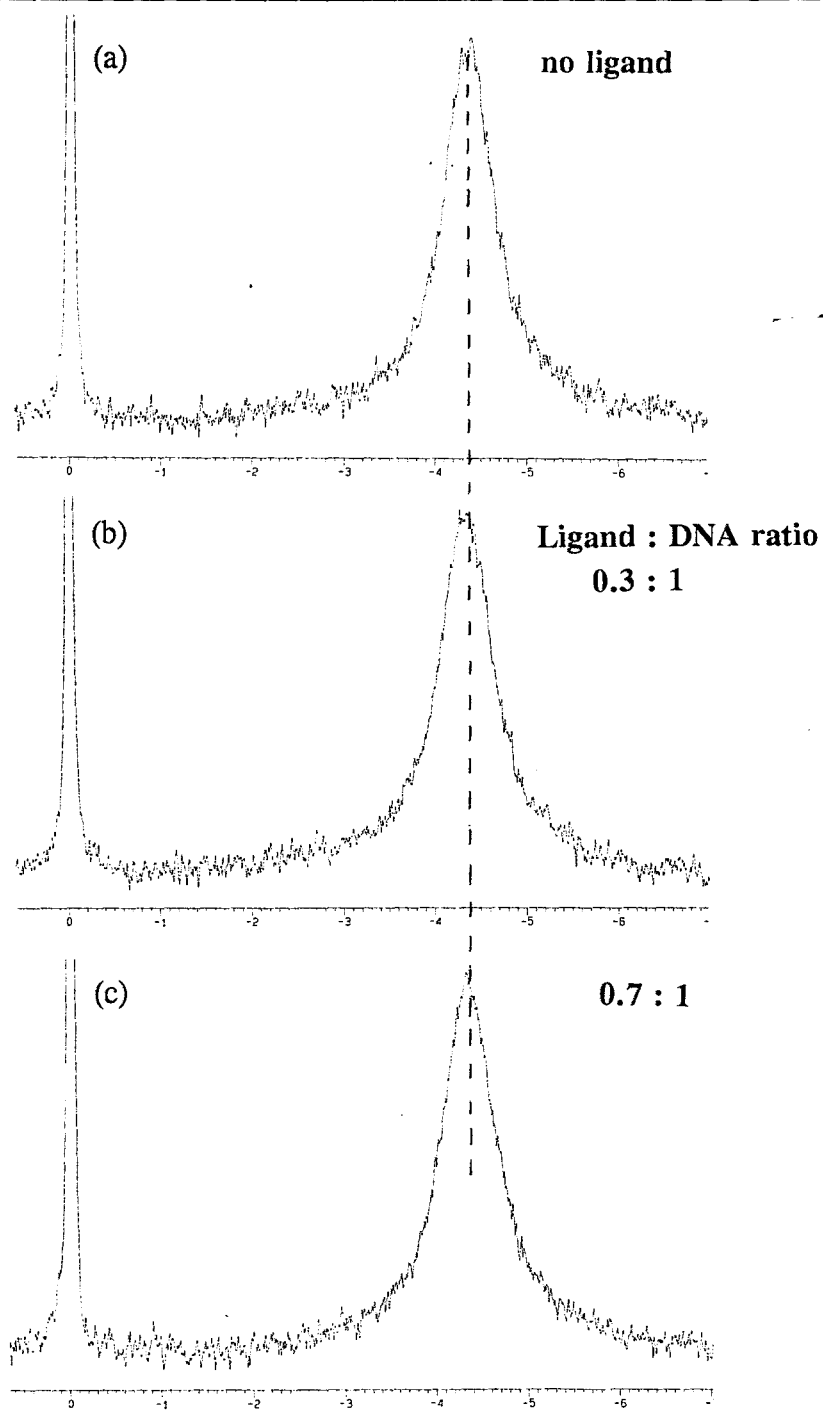 (a)
no ligand
0 -1 -2 -3 -4 -5 -6 -
(b)
Ligand : DNA ratio
0.3 : 1
0 -1 -2 -3 -4 -5 -6 -
(c)
0.7 : 1
0 -1 -2 -3 -4 -5 -6 -